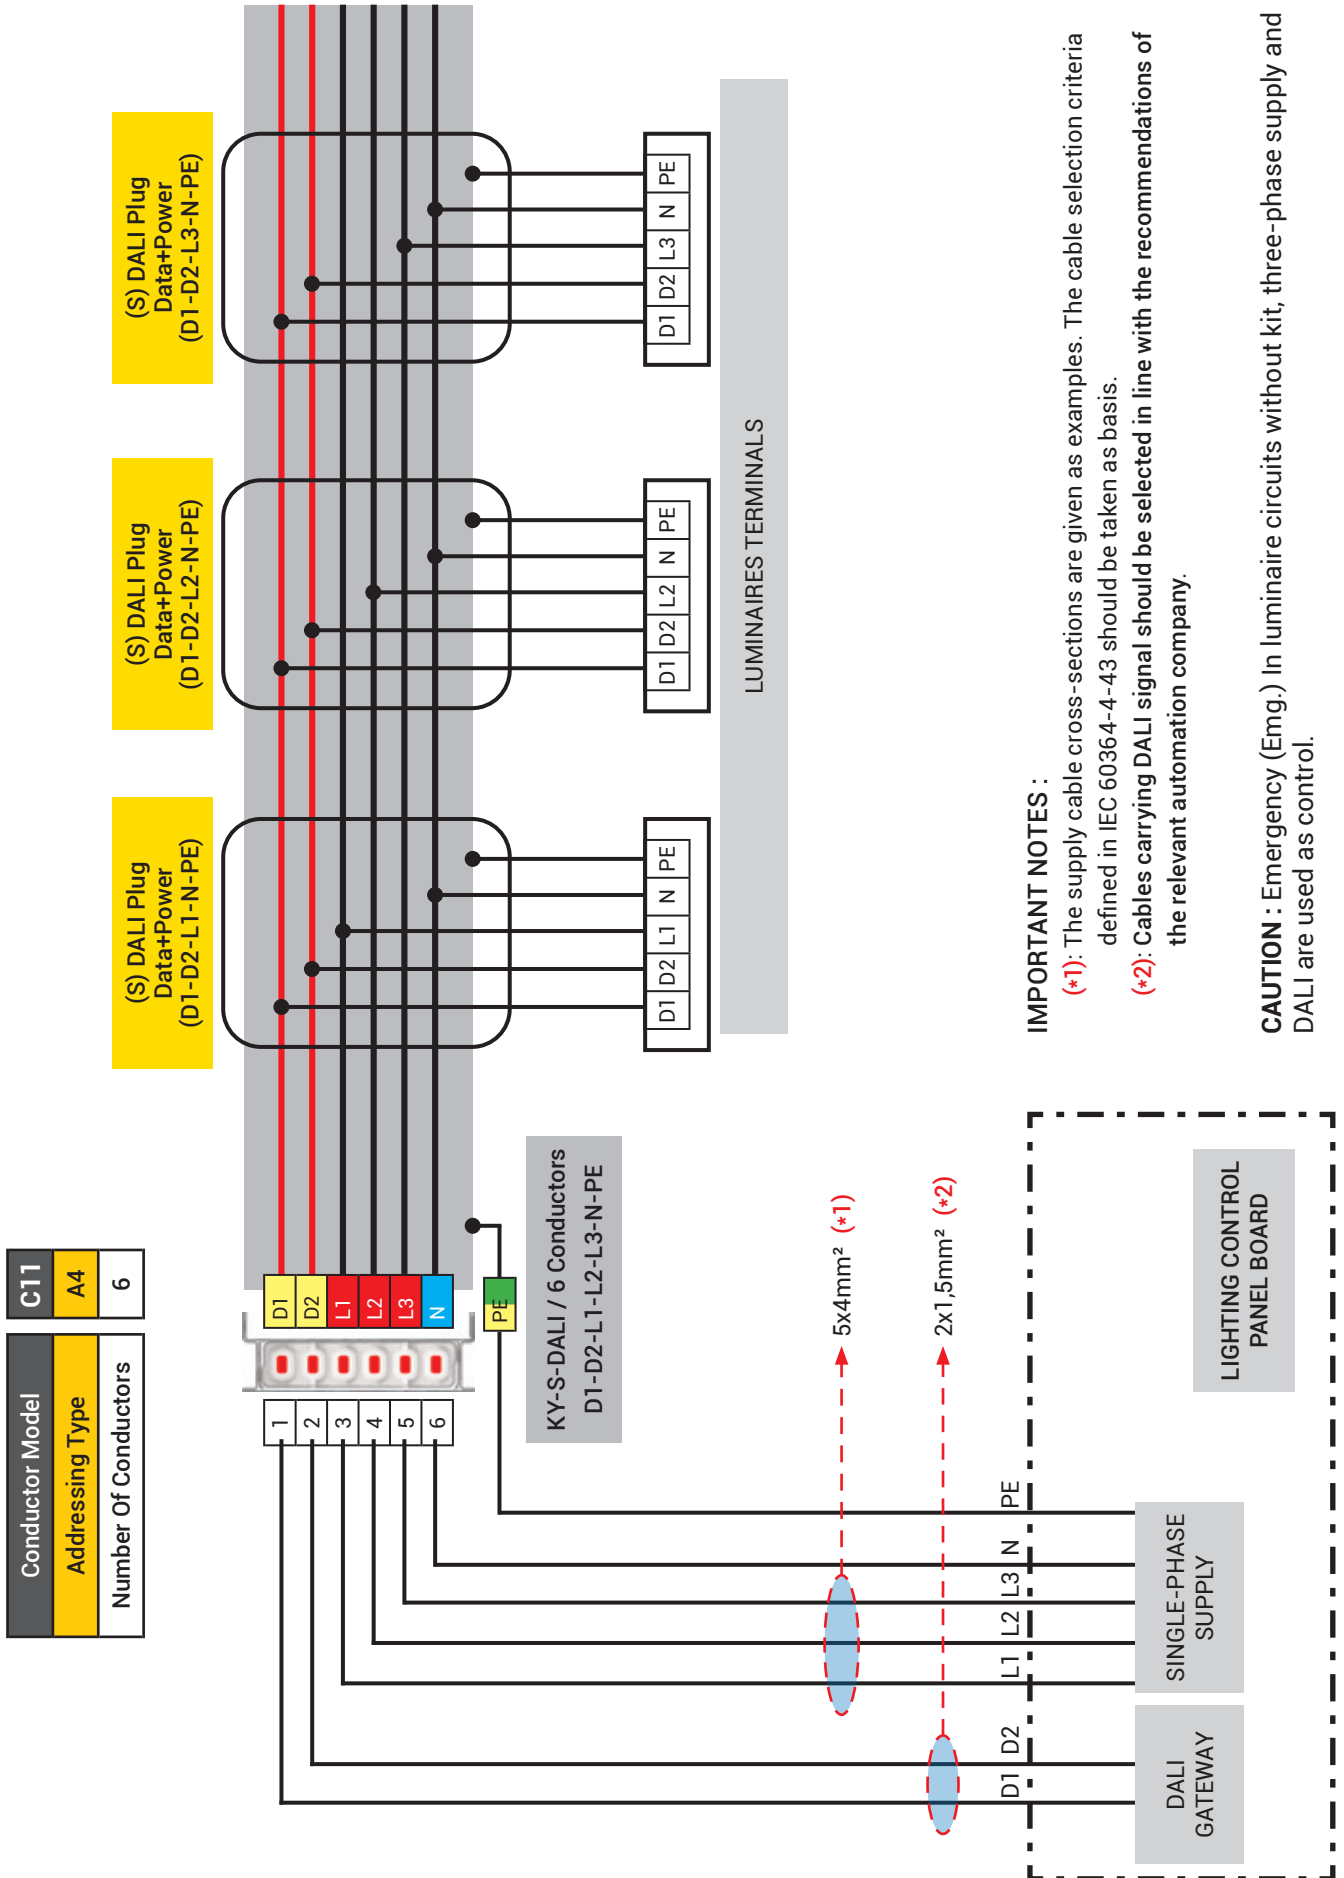 Conductor Model
C11
Addressing Type
A4
Number Of Conductors
6
(S) DALI Plug
Data+Power
(D1-D2-L1-N-PE)
(S) DALI Plug
Data+Power
(D1-D2-L2-N-PE)
(S) DALI Plug
Data+Power
(D1-D2-L3-N-PE)
1
2
3
4
5
6
D1
D2
L1
L2
L3
N
PE
KY-S-DALI / 6 Conductors
D1-D2-L1-L2-L3-N-PE
D1 D2 L1 N PE
D1 D2 L2 N PE
D1 D2 L3 N PE
LUMINAIRES TERMINALS
5x4mm² (*1)
2x1,5mm² (*2)
D1 D2 L1 L2 L3 N PE
DALI
GATEWAY
SINGLE-PHASE
SUPPLY
LIGHTING CONTROL
PANEL BOARD
IMPORTANT NOTES :
(*1): The supply cable cross-sections are given as examples. The cable selection criteria
defined in IEC 60364-4-43 should be taken as basis.
(*2): Cables carrying DALI signal should be selected in line with the recommendations of
the relevant automation company.
CAUTION : Emergency (Emg.) In luminaire circuits without kit, three-phase supply and
DALI are used as control.